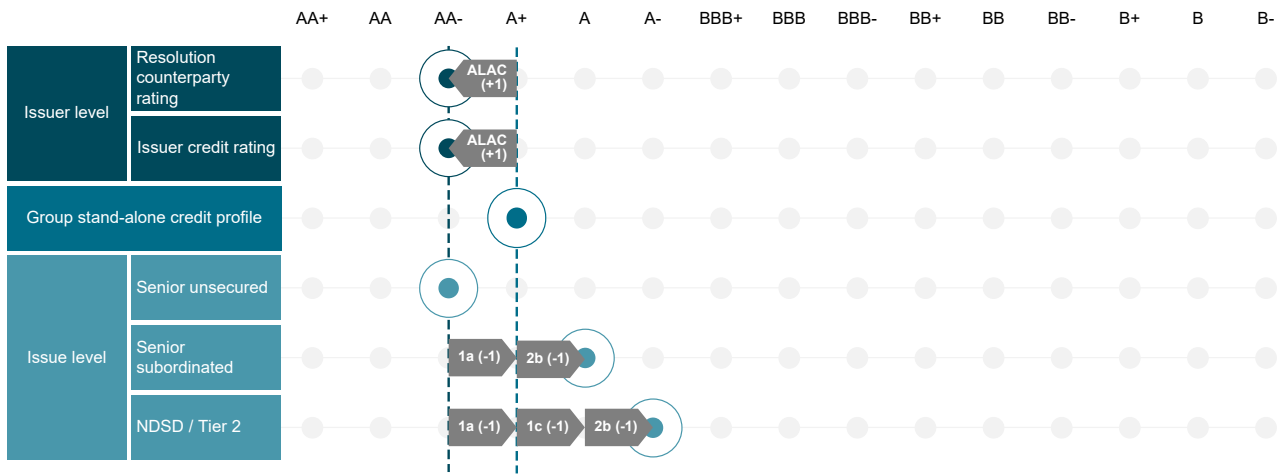 AA+ AA AA- A+ A A- BBB+ BBB BBB- BB+ BB BB- B+ B B-
Issuer level
Resolution
counterparty
rating
ALAC
(+1)
Issuer credit rating
ALAC
(+1)
Group stand-alone credit profile
Issue level
Senior unsecured
Senior
subordinated
1a (-1) 2b (-1)
NDSD / Tier 2
1a (-1) 1c (-1) 2b (-1)